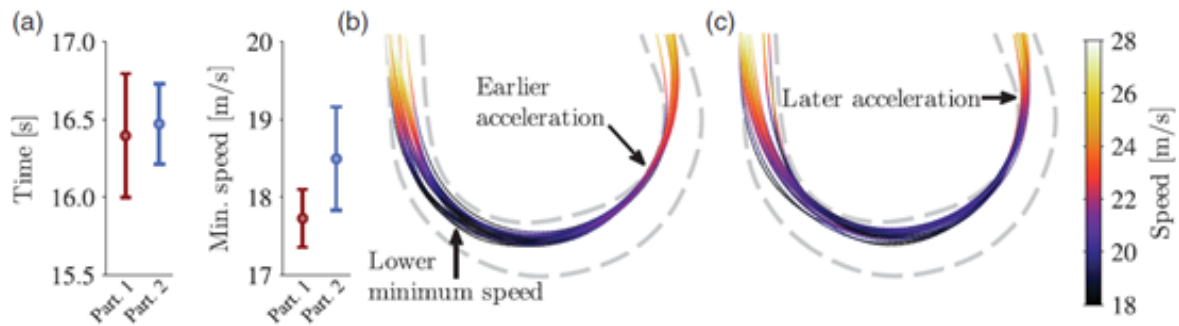 (a)
17.0
16.5
16.0
15.5
Time [s]
Part. 1
Part. 2
20
19
18
17
Min. speed [m/s]
Part. 1
Part. 2
(b)
Earlier
acceleration
Lower
minimum speed
(c)
Later acceleration
28
26
24
22
20
18
Speed [m/s]